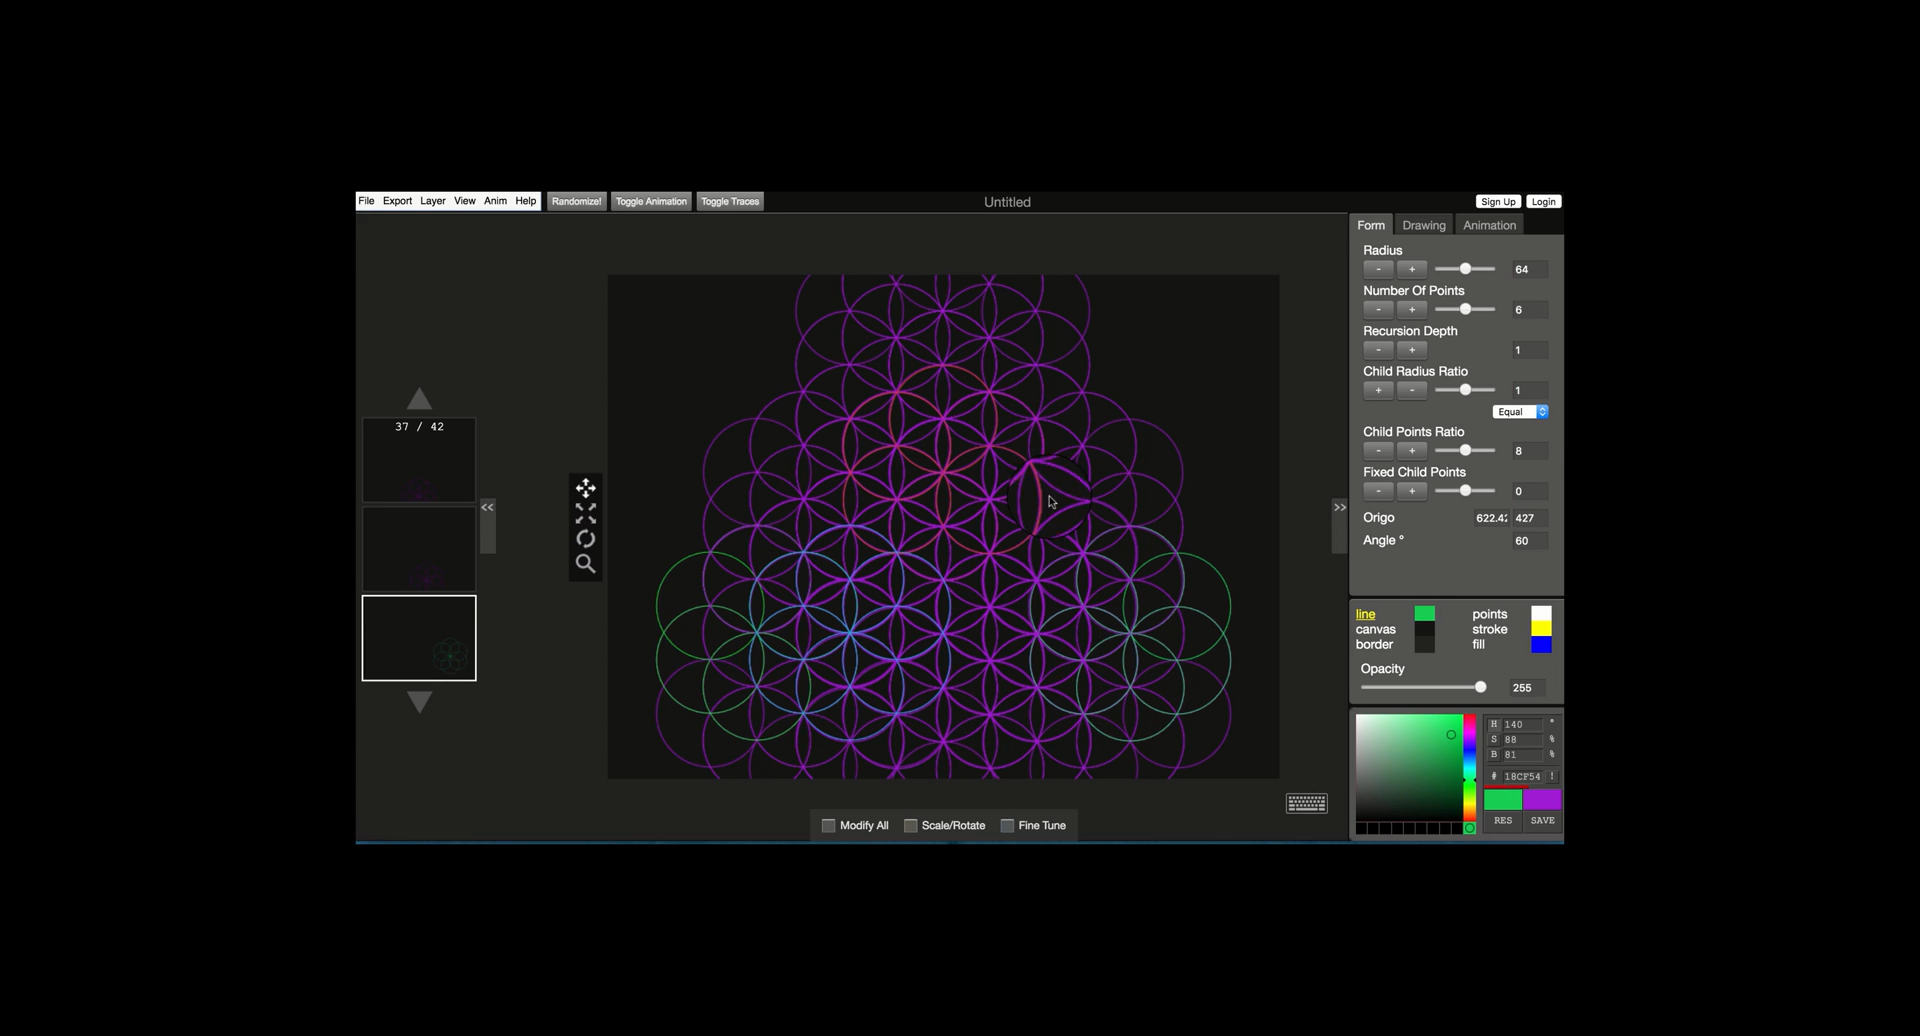 File Export Layer View Anim Help Randomize! Toggle Animation Toggle Traces Untitled Sign Up Login
Form Drawing Animation
Radius
- + 64
Number Of Points
- + 6
Recursion Depth
- + 1
Child Radius Ratio
+ - 1
Equal
Child Points Ratio
- + 8
Fixed Child Points
- + 0
Origo 622.42 427
Angle ° 60
37 / 42
<<
>>
line points
canvas stroke
border fill
Opacity
255
H 140 °
S 88 %
B 81 %
# 18CF54 !
RES SAVE
Modify All Scale/Rotate Fine Tune